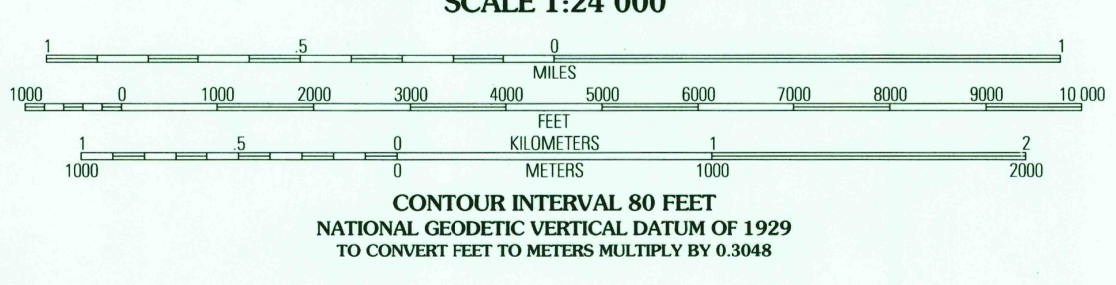 SCALE 1:24 000
1 .5 0 1
MILES
1000 0 1000 2000 3000 4000 5000 6000 7000 8000 9000 10 000
FEET
1 .5 0 KILOMETERS 1 2
1000 0 METERS 1000 2000
CONTOUR INTERVAL 80 FEET
NATIONAL GEODETIC VERTICAL DATUM OF 1929
TO CONVERT FEET TO METERS MULTIPLY BY 0.3048